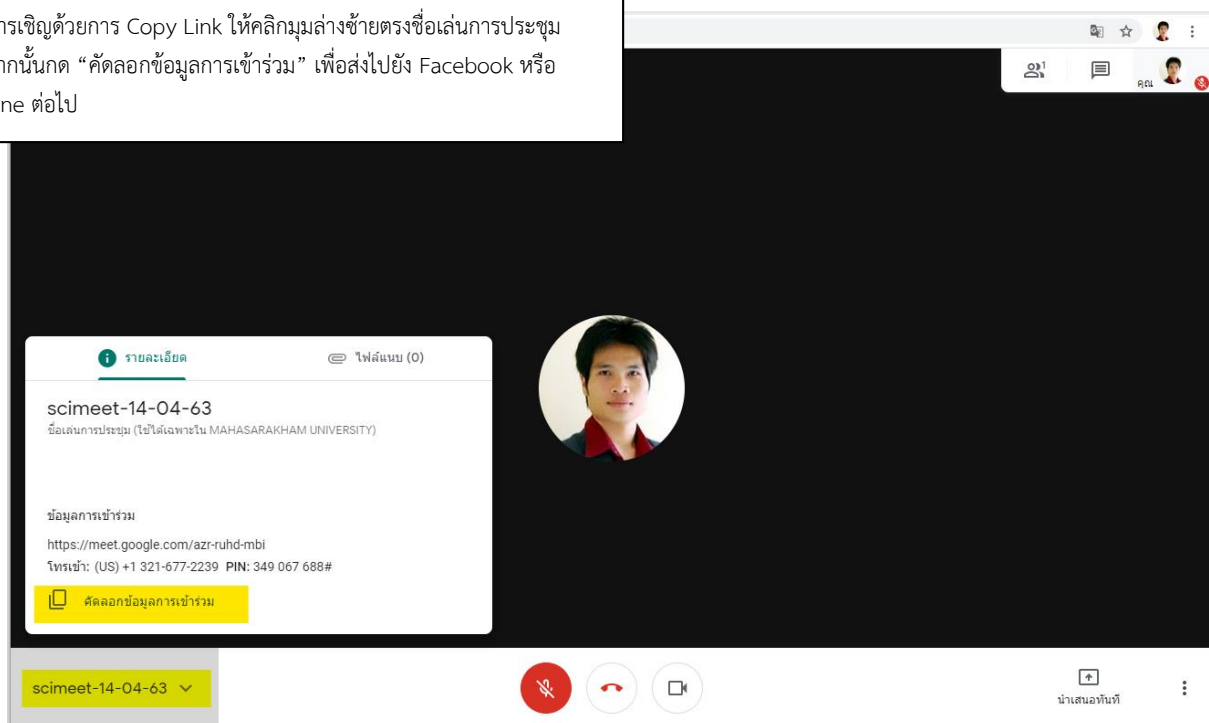 ารเชิญด้วยการ Copy Link ให้คลิกมุมล่างซ้ายตรงชื่อเล่นการประชุม
ากนั้นกด “คัดลอกข้อมูลการเข้าร่วม” เพื่อส่งไปยัง Facebook หรือ
ne ต่อไป
1
คุณ
รายละเอียด
ไฟล์แนบ (0)
scimeet-14-04-63
ชื่อเล่นการประชุม (ใช้ได้เฉพาะใน MAHASARAKHAM UNIVERSITY)
ข้อมูลการเข้าร่วม
https://meet.google.com/azr-ruhd-mbi
โทรเข้า: (US) +1 321-677-2239 PIN: 349 067 688#
คัดลอกข้อมูลการเข้าร่วม
scimeet-14-04-63
นำเสนอทันที